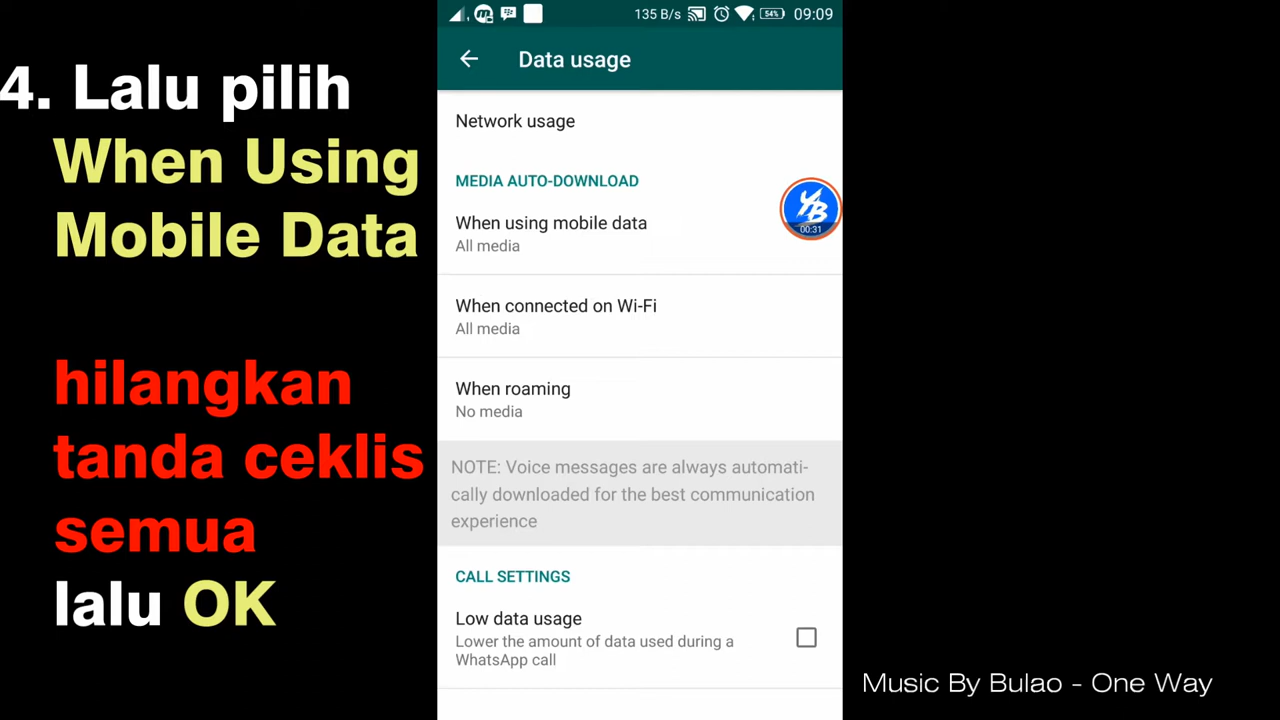 4. Lalu pilih
When Using
Mobile Data
hilangkan
tanda ceklis
semua
lalu OK
135 B/s 54% 09:09
Data usage
Network usage
MEDIA AUTO-DOWNLOAD
When using mobile data
All media
YB
00:31
When connected on Wi-Fi
All media
When roaming
No media
NOTE: Voice messages are always automati-
cally downloaded for the best communication
experience
CALL SETTINGS
Low data usage
Lower the amount of data used during a
WhatsApp call
Music By Bulao - One Way